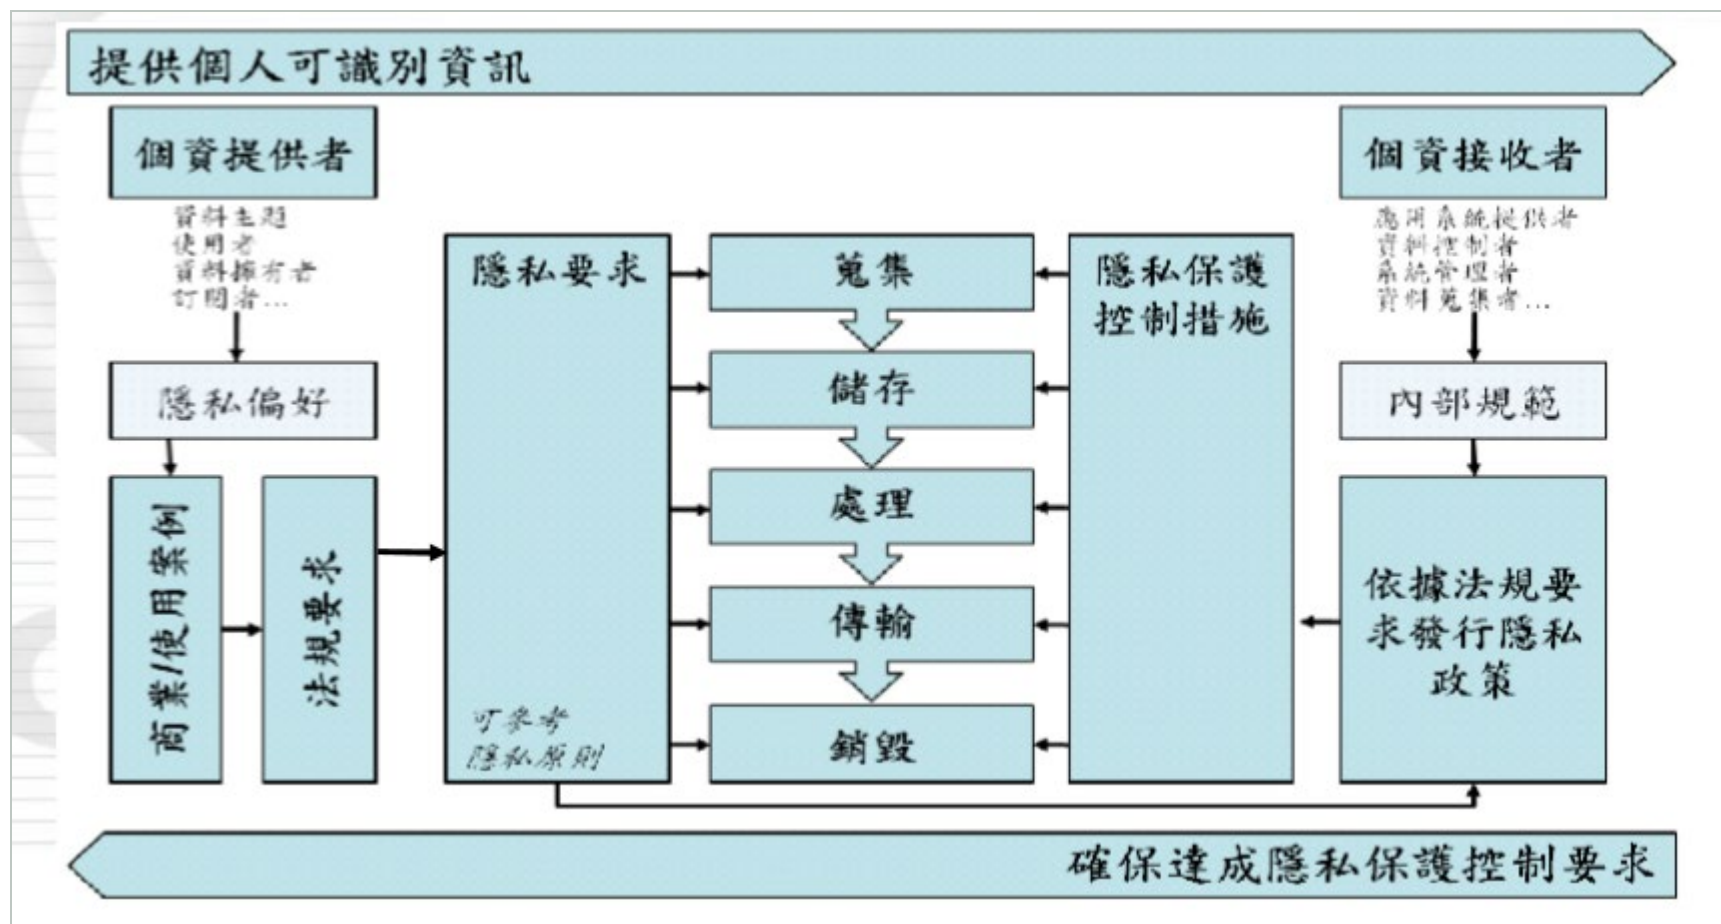 提供個人可識別資訊
個資提供者
資料主題
使用者
資料擁有者
訂閱者...
隱私偏好
商業/使用案例
法規要求
隱私要求
可參考
隱私原則
蒐集
儲存
處理
傳輸
銷毀
隱私保護
控制措施
個資接收者
應用系統提供者
資料控制者
系統管理者
資料蒐集者...
內部規範
依據法規要
求發行隱私
政策
確保達成隱私保護控制要求